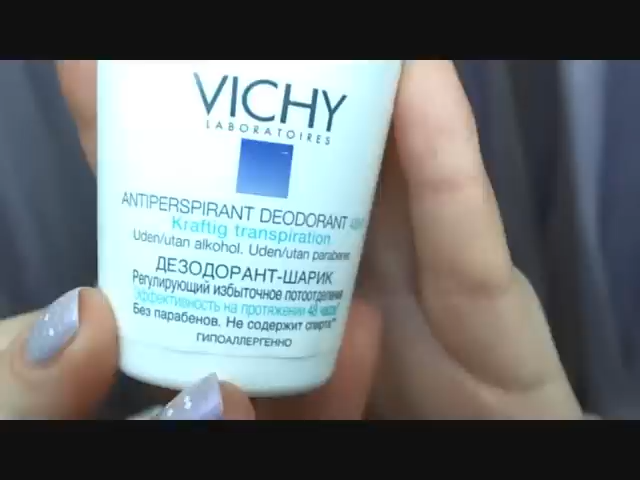 VICHY
LABORATOIRES
ANTIPERSPIRANT DEODORANT
Kraftig transpiration
Uden/utan alkohol. Uden/utan parabener
ДЕЗОДОРАНТ-ШАРИК
Регулирующий избыточное потоотделение
Эффективность на протяжении 48 часов
Без парабенов. Не содержит спирта**
ГИПОАЛЛЕРГЕННО